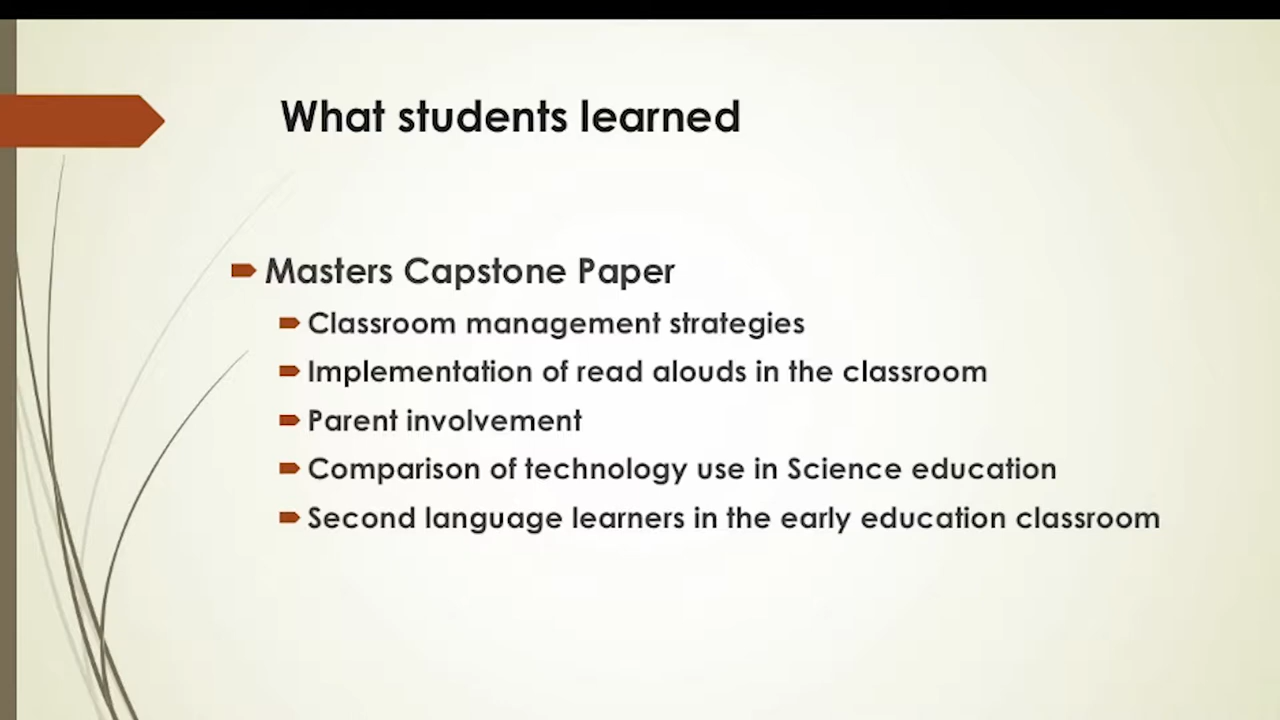 What students learned
Masters Capstone Paper
Classroom management strategies
Implementation of read alouds in the classroom
Parent involvement
Comparison of technology use in Science education
Second language learners in the early education classroom